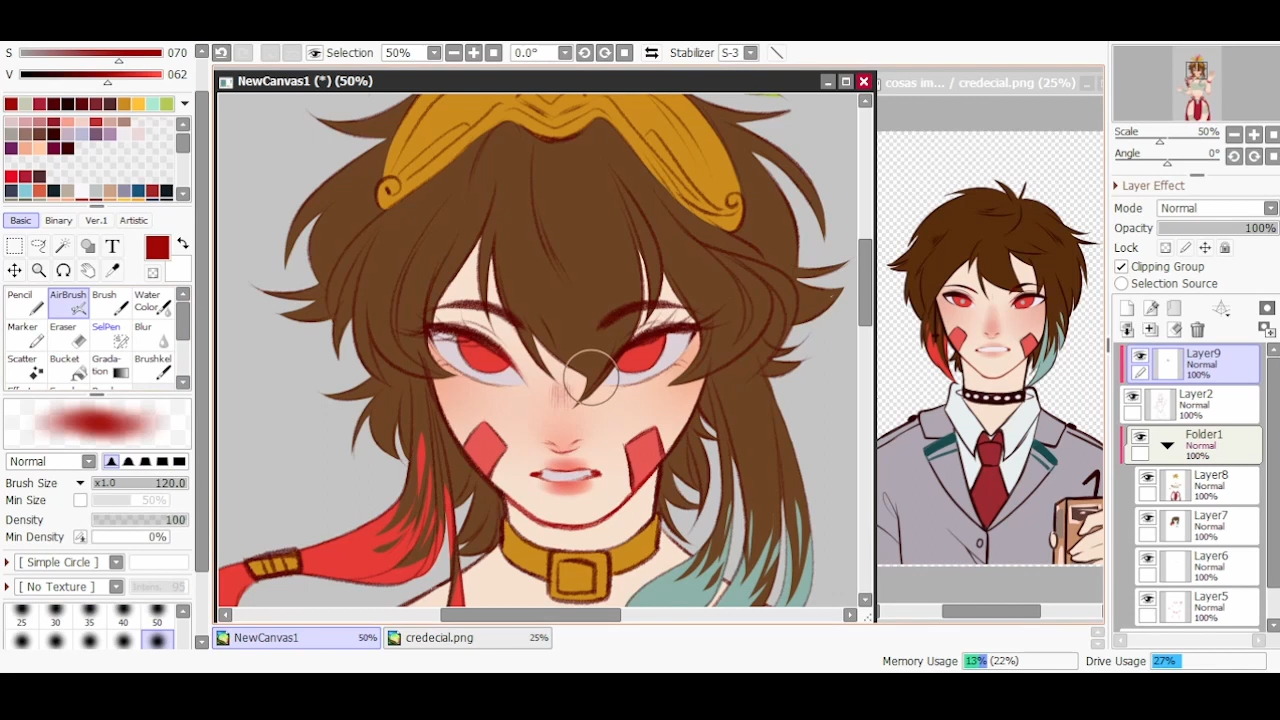 S 070
V 062
Selection 50% 0.0° Stabilizer S-3
NewCanvas1 (*) (50%)
cosas im... / credecial.png (25%)
Basic Binary Ver.1 Artistic
T
Pencil AirBrush Brush Water Color
Marker Eraser SelPen Blur
Scatter Bucket Grada-tion Brushkel
Normal
Brush Size x1.0 120.0
Min Size 50%
Density 100
Min Density 0%
[ Simple Circle ]
[ No Texture ] Intens. 95
25 30 35 40 50
NewCanvas1 50% credecial.png 25%
Memory Usage 13% (22%) Drive Usage 27%
Scale 50%
Angle 0°
Layer Effect
Mode Normal
Opacity 100%
Lock
Clipping Group
Selection Source
Layer9
Normal
100%
Layer2
Normal
100%
Folder1
Normal
100%
Layer8
Normal
100%
Layer7
Normal
100%
Layer6
Normal
100%
Layer5
Normal
100%